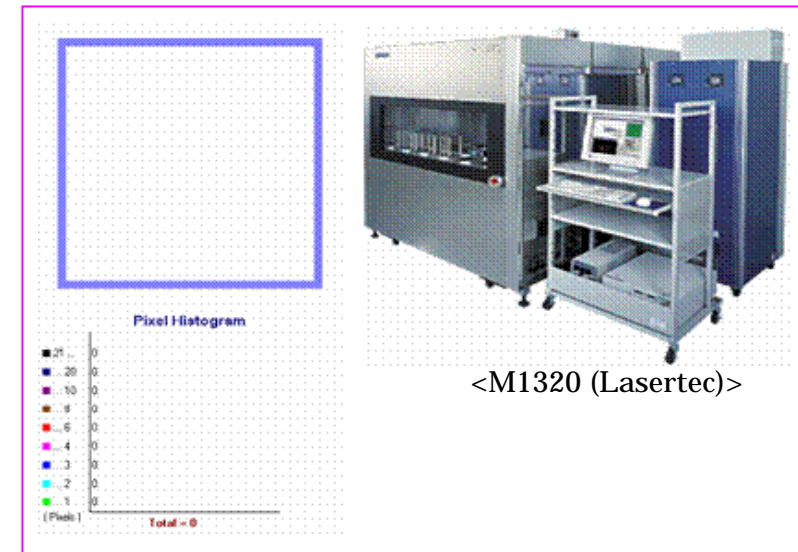 Pixel Histogram
21 ... 0
... 20 0
... 10 0
... 8 0
... 6 0
... 4 0
... 3 0
... 2 0
... 1 0
( Pixels )
Total = 0
<M1320 (Lasertec)>